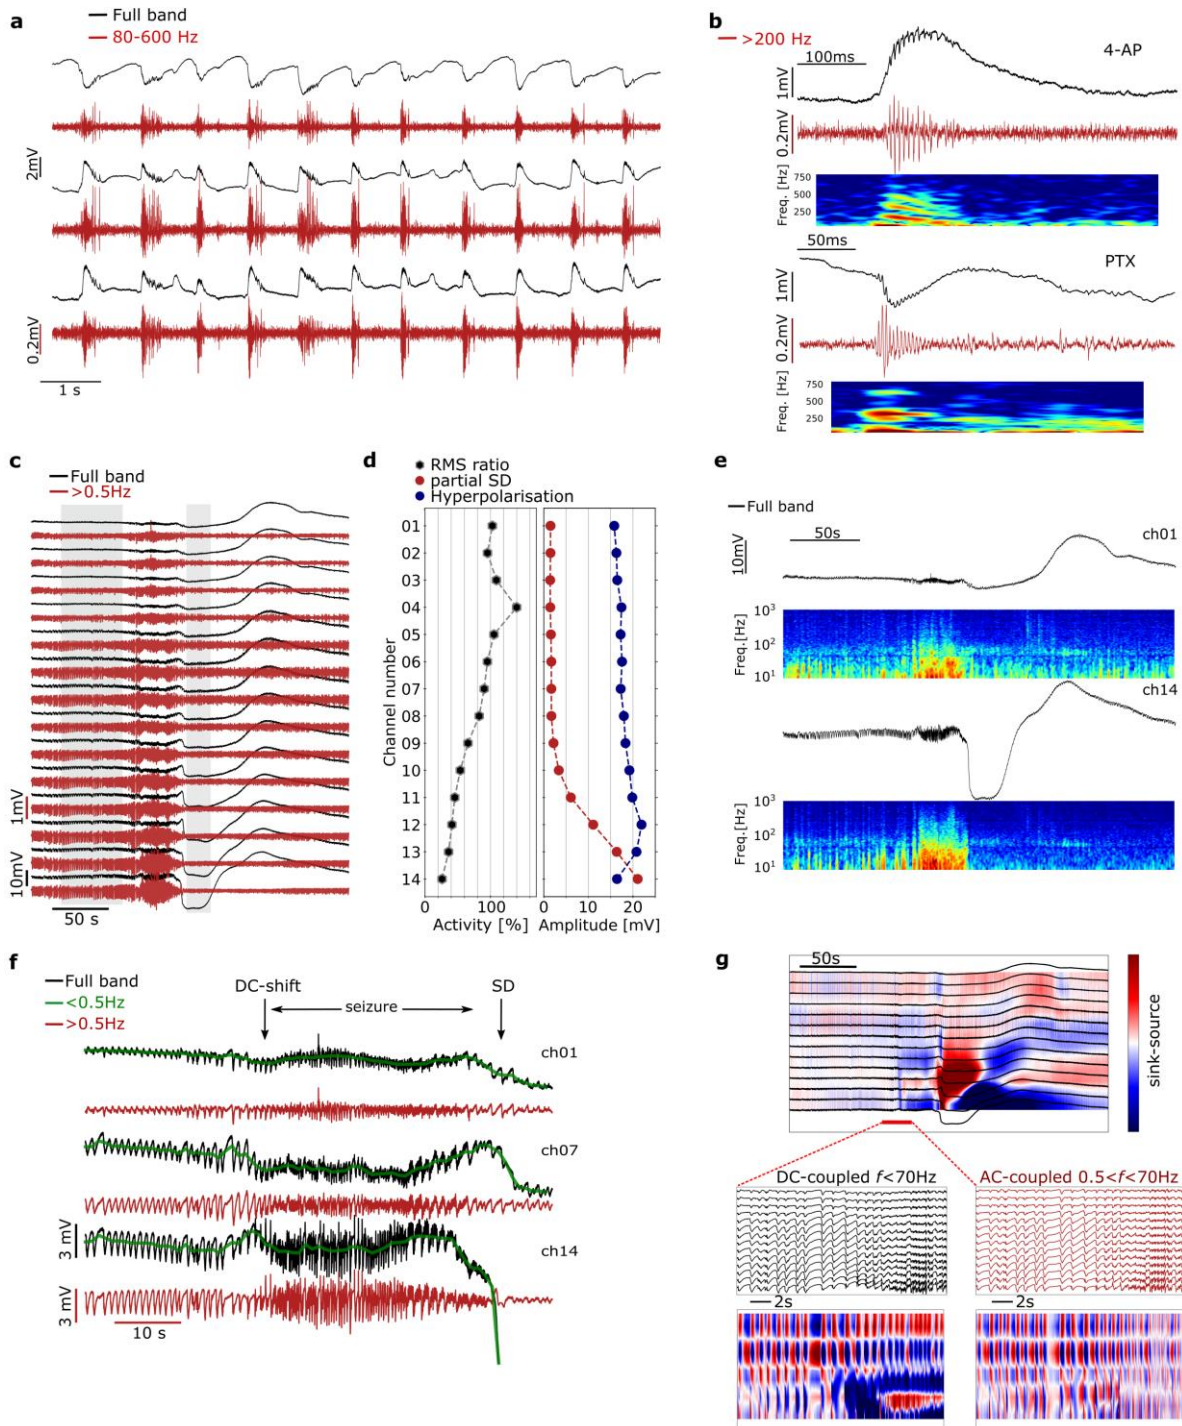 a
Full band
80-600 Hz
2mV
0.2mV
1 s
b
>200 Hz
100ms
4-AP
1mV
0.2mV
Freq. [Hz]
750
500
250
50ms
PTX
1mV
0.2mV
Freq. [Hz]
750
500
250
c
Full band
>0.5Hz
1mV
10mV
50 s
d
RMS ratio
partial SD
Hyperpolarisation
Channel number
01
02
03
04
05
06
07
08
09
10
11
12
13
14
0 100 0 10 20
Activity [%] Amplitude [mV]
e
Full band
ch01
10mV
50s
Freq.[Hz]
10³
10²
10¹
ch14
Freq.[Hz]
10³
10²
10¹
f
Full band
<0.5Hz
>0.5Hz
DC-shift
seizure
SD
ch01
ch07
ch14
3 mV
3 mV
10 s
g
50s
sink-source
DC-coupled f<70Hz
AC-coupled 0.5<f<70Hz
2s
2s